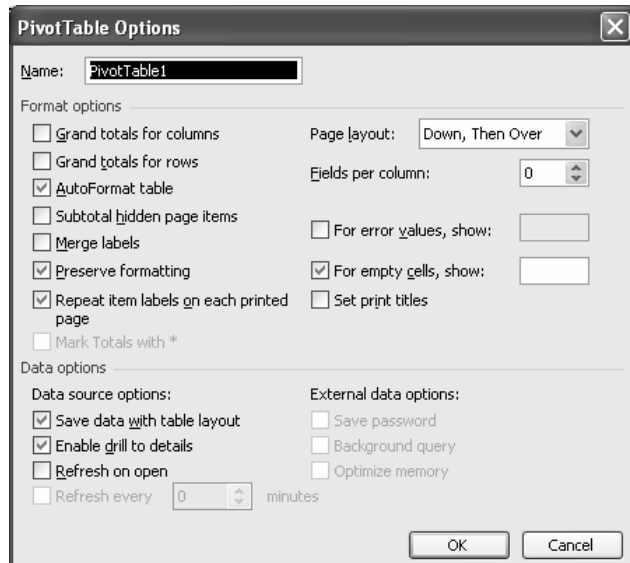 PivotTable Options
Name: PivotTable1
Format options
Grand totals for columns
Grand totals for rows
AutoFormat table
Subtotal hidden page items
Merge labels
Preserve formatting
Repeat item labels on each printed
page
Mark Totals with *
Page layout: Down, Then Over
Fields per column: 0
For error values, show:
For empty cells, show:
Set print titles
Data options
Data source options:
Save data with table layout
Enable drill to details
Refresh on open
Refresh every 0 minutes
External data options:
Save password
Background query
Optimize memory
OK
Cancel